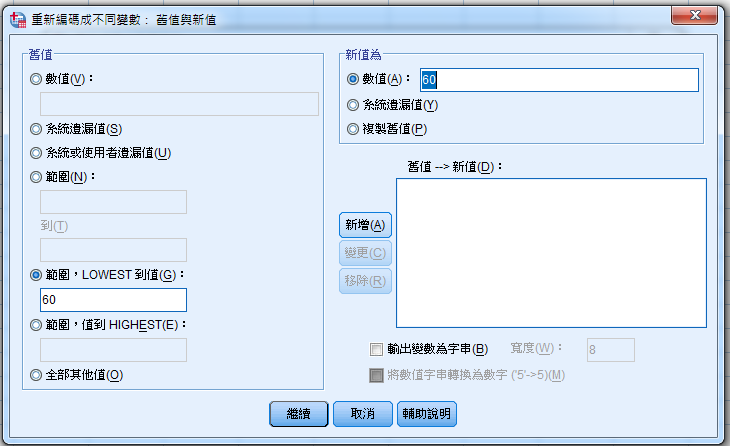 重新編碼成不同變數： 舊值與新值
舊值
數值(V)：
系統遺漏值(S)
系統或使用者遺漏值(U)
範圍(N)：
到(T)
範圍，LOWEST 到值(G)：
60
範圍，值到 HIGHEST(E)：
全部其他值(O)
新值為
數值(A)： 60
系統遺漏值(Y)
複製舊值(P)
舊值 --> 新值(D)：
新增(A)
變更(C)
移除(R)
輸出變數為字串(B) 寬度(W)： 8
將數值字串轉換為數字 ('5'->5)(M)
繼續 取消 輔助說明